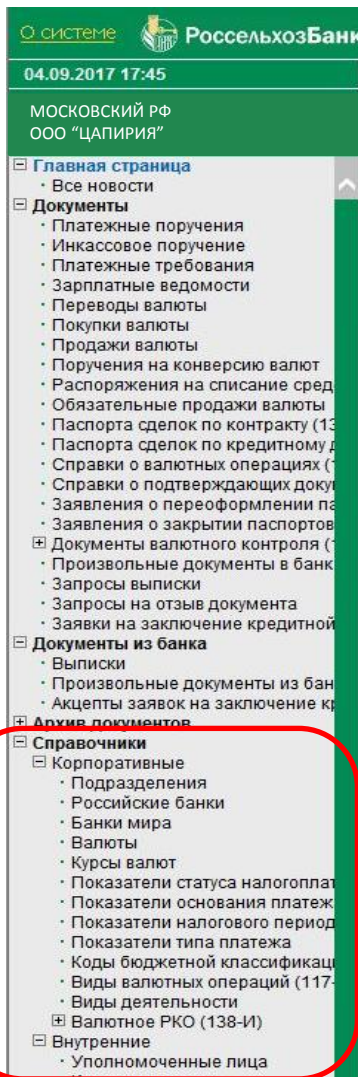 О системе РоссельхозБанк
04.09.2017 17:45
МОСКОВСКИЙ РФ
ООО “ЦАПИРИЯ”
Главная страница
Все новости
Документы
Платежные поручения
Инкассовое поручение
Платежные требования
Зарплатные ведомости
Переводы валюты
Покупки валюты
Продажи валюты
Поручения на конверсию валют
Распоряжения на списание сред
Обязательные продажи валюты
Паспорта сделок по контракту (13
Паспорта сделок по кредитному
Справки о валютных операциях (
Справки о подтверждающих доку
Заявления о переоформлении па
Заявления о закрытии паспортов
Документы валютного контроля (
Произвольные документы в банк
Запросы выписки
Запросы на отзыв документа
Заявки на заключение кредитной
Документы из банка
Выписки
Произвольные документы из бан
Акцепты заявок на заключение кр
Архив документов
Справочники
Корпоративные
Подразделения
Российские банки
Банки мира
Валюты
Курсы валют
Показатели статуса налогоплат
Показатели основания платеж
Показатели налогового период
Показатели типа платежа
Коды бюджетной классификаци
Виды валютных операций (117-
Виды деятельности
Валютное РКО (138-И)
Внутренние
Уполномоченные лица